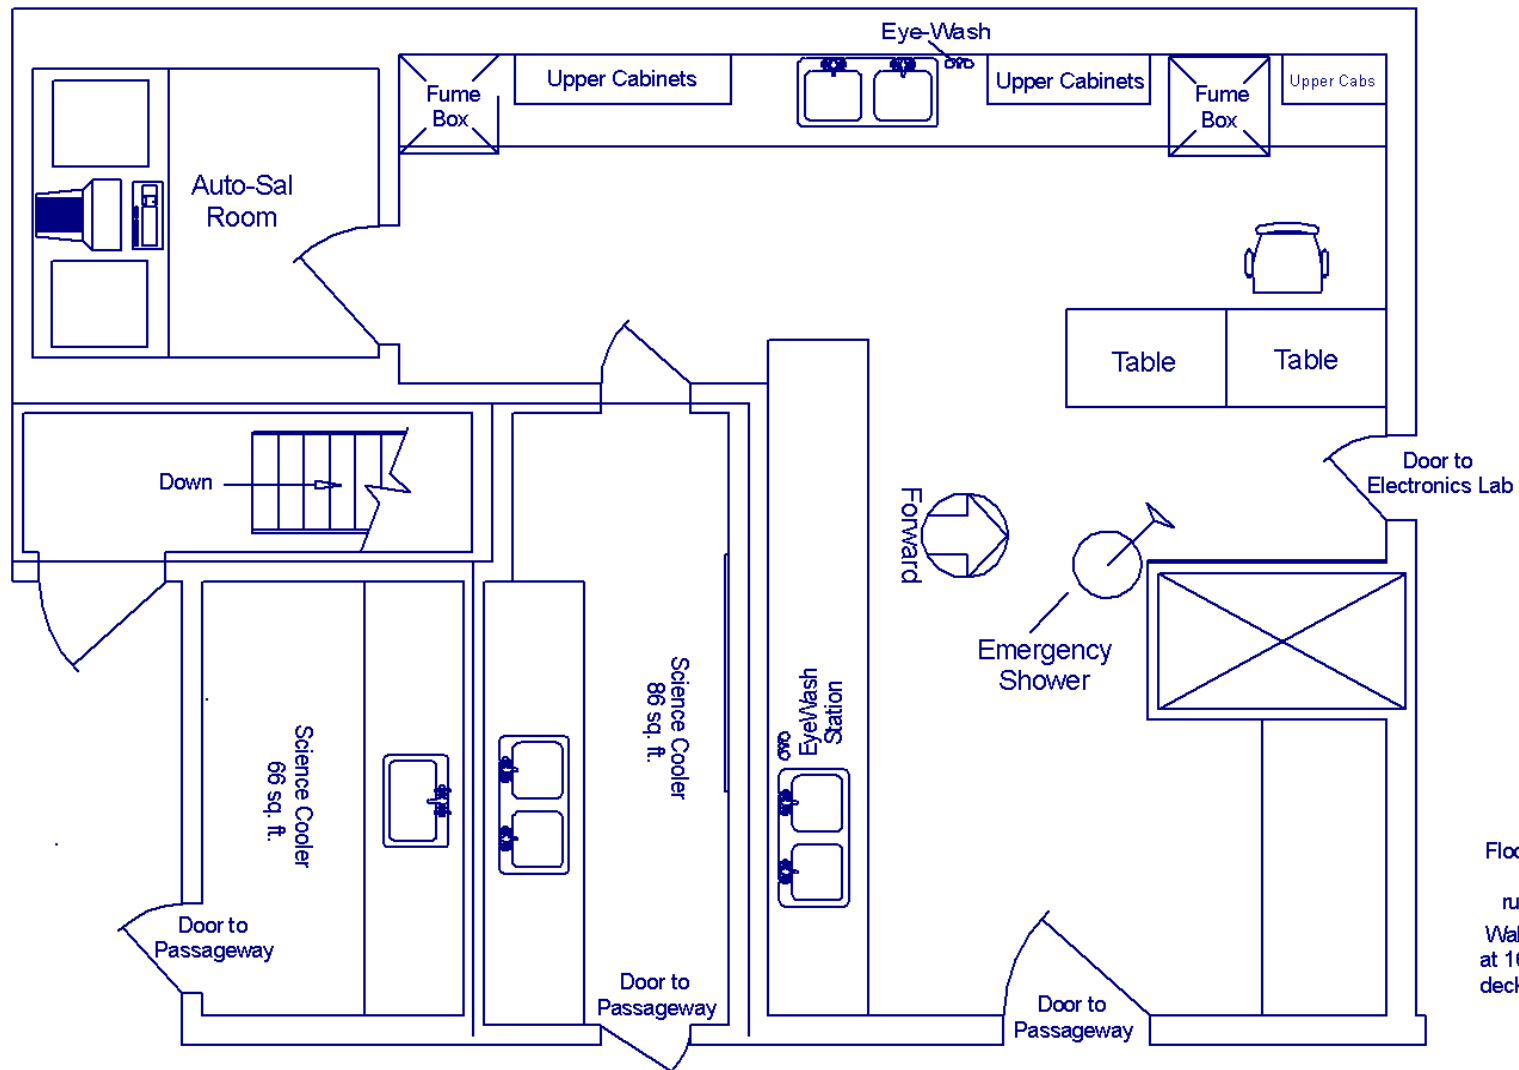 Eye-Wash
Upper Cabinets
Upper Cabinets
Upper Cabs
Fume
Box
Fume
Box
Auto-Sal
Room
Table
Table
Down
Door to
Electronics Lab
Forward
Emergency
Shower
Science Cooler
86 sq. ft.
EyeWash
Station
Science Cooler
66 sq. ft.
Door to
Passageway
Door to
Passageway
Door to
Passageway
at